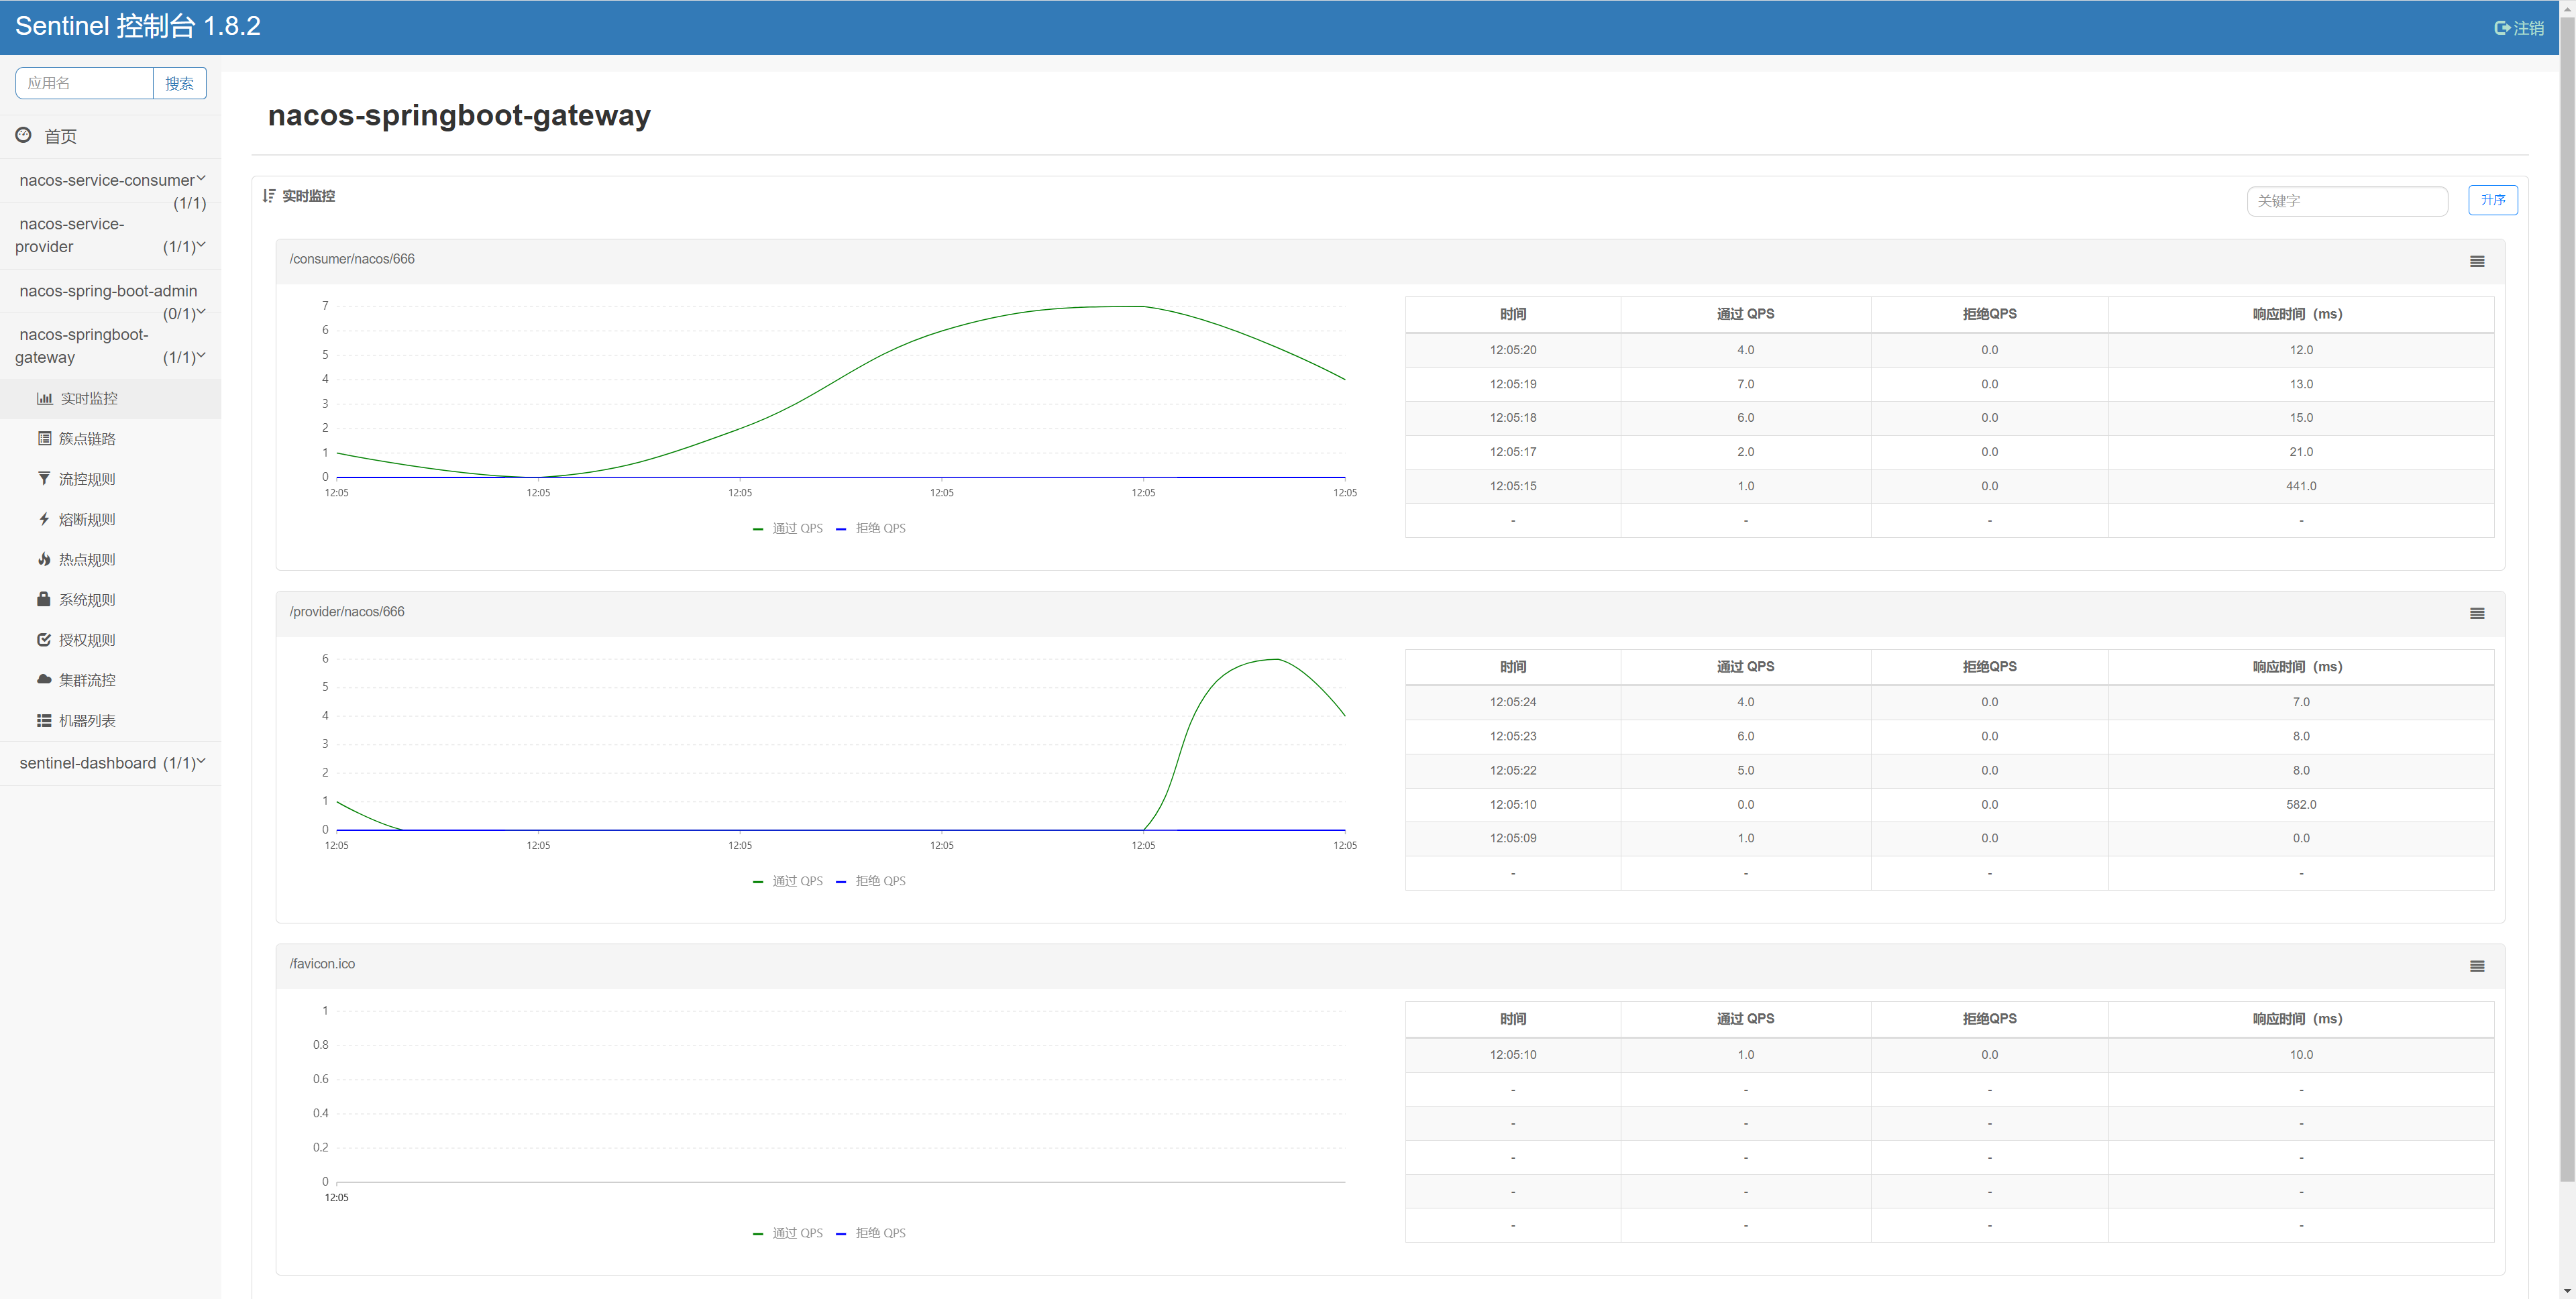 Sentinel 控制台 1.8.2
注销
应用名 搜索
首页
nacos-service-consumer
(1/1)
nacos-service-
provider (1/1)
nacos-spring-boot-admin
(0/1)
nacos-springboot-
gateway (1/1)
实时监控
簇点链路
流控规则
熔断规则
热点规则
系统规则
授权规则
集群流控
机器列表
sentinel-dashboard (1/1)
nacos-springboot-gateway
实时监控
关键字 升序
/consumer/nacos/666
7
6
5
4
3
2
1
0
12:05 12:05 12:05 12:05 12:05 12:05
通过 QPS 拒绝 QPS
时间 通过 QPS 拒绝QPS 响应时间（ms）
12:05:20 4.0 0.0 12.0
12:05:19 7.0 0.0 13.0
12:05:18 6.0 0.0 15.0
12:05:17 2.0 0.0 21.0
12:05:15 1.0 0.0 441.0
- - - -
/provider/nacos/666
6
5
4
3
2
1
0
12:05 12:05 12:05 12:05 12:05 12:05
通过 QPS 拒绝 QPS
时间 通过 QPS 拒绝QPS 响应时间（ms）
12:05:24 4.0 0.0 7.0
12:05:23 6.0 0.0 8.0
12:05:22 5.0 0.0 8.0
12:05:10 0.0 0.0 582.0
12:05:09 1.0 0.0 0.0
- - - -
/favicon.ico
1
0.8
0.6
0.4
0.2
0
12:05
通过 QPS 拒绝 QPS
时间 通过 QPS 拒绝QPS 响应时间（ms）
12:05:10 1.0 0.0 10.0
- - - -
- - - -
- - - -
- - - -
- - - -